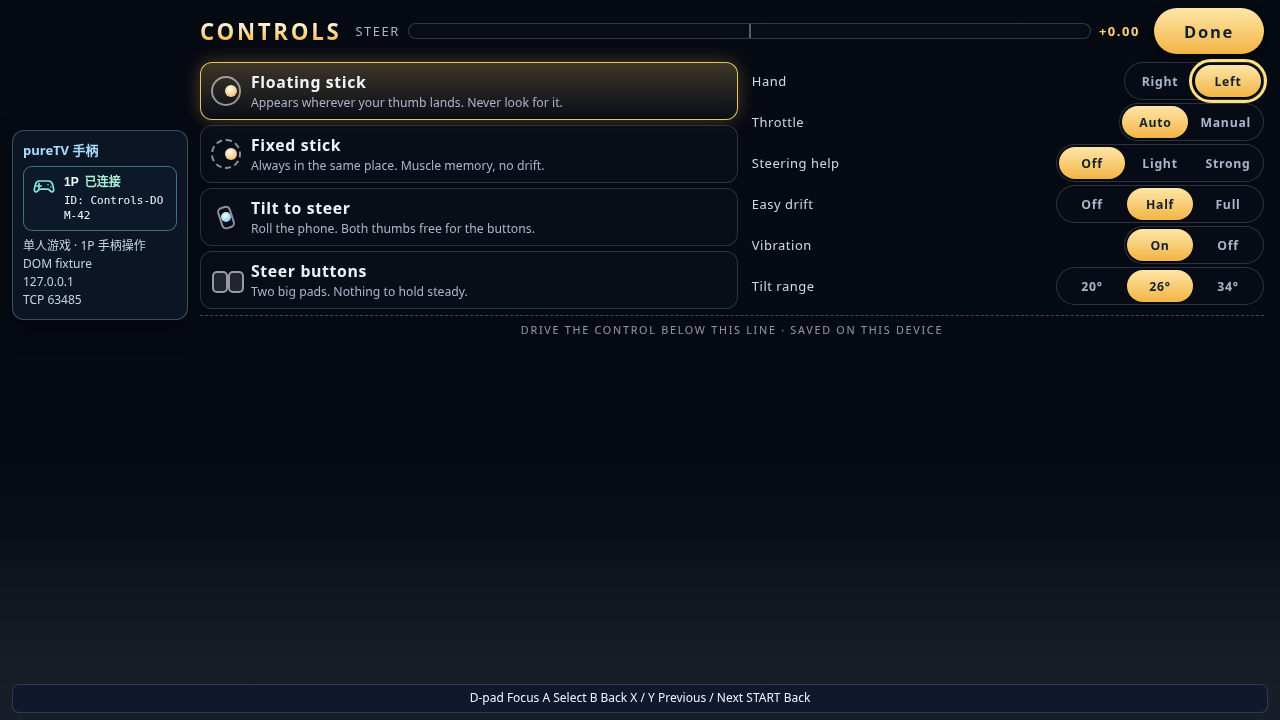 CONTROLS
STEER
+0.00
Done
pureTV 手柄
1P 已连接
ID: Controls-DO
M-42
单人游戏 · 1P 手柄操作
DOM fixture
127.0.0.1
TCP 63485
Floating stick
Appears wherever your thumb lands. Never look for it.
Fixed stick
Always in the same place. Muscle memory, no drift.
Tilt to steer
Roll the phone. Both thumbs free for the buttons.
Steer buttons
Two big pads. Nothing to hold steady.
Hand Right Left
Throttle Auto Manual
Steering help Off Light Strong
Easy drift Off Half Full
Vibration On Off
Tilt range 20° 26° 34°
DRIVE THE CONTROL BELOW THIS LINE · SAVED ON THIS DEVICE
D-pad Focus A Select B Back X / Y Previous / Next START Back